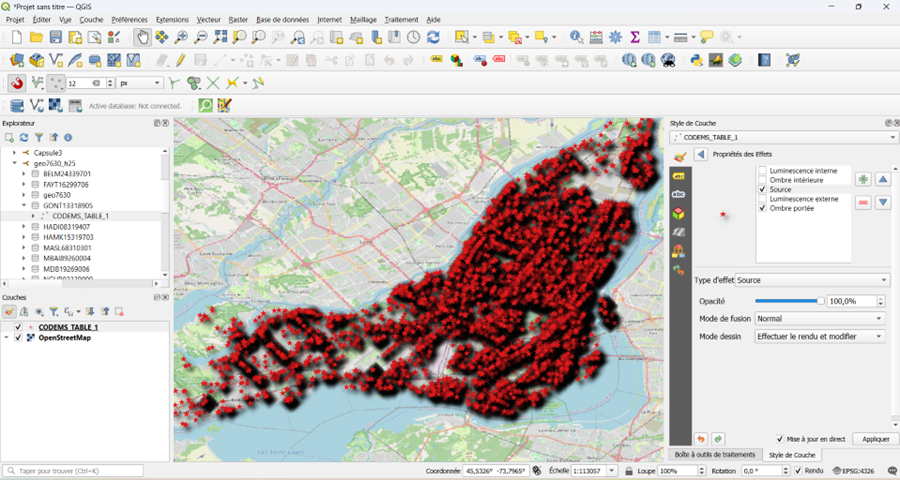 *Projet sans titre — QGIS
Projet Éditer Vue Couche Préférences Extensions Vecteur Raster Base de données Internet Maillage Traitement Aide
12 px
Active database: Not connected.
Explorateur
Capsule3
geo7630_h25
BELM24339701
FAYT16299706
geo7630
GONT13318905
CODEMS_TABLE_1
HADI08319407
HAMK15319703
MASL68310301
MBAI89260004
MDIB19269006
Couches
CODEMS_TABLE_1
OpenStreetMap
Style de Couche
CODEMS_TABLE_1
Propriétés des Effets
Luminescence interne
Ombre intérieure
Source
Luminescence externe
Ombre portée
Type d'effet Source
Opacité 100,0%
Mode de fusion Normal
Mode dessin Effectuer le rendu et modifier
Mise à jour en direct Appliquer
Boîte à outils de traitements Style de Couche
Taper pour trouver (Ctrl+K) Coordonnée 45,5326° -73,7965° Échelle 1:113057 Loupe 100% Rotation 0,0 ° Rendu EPSG:4326